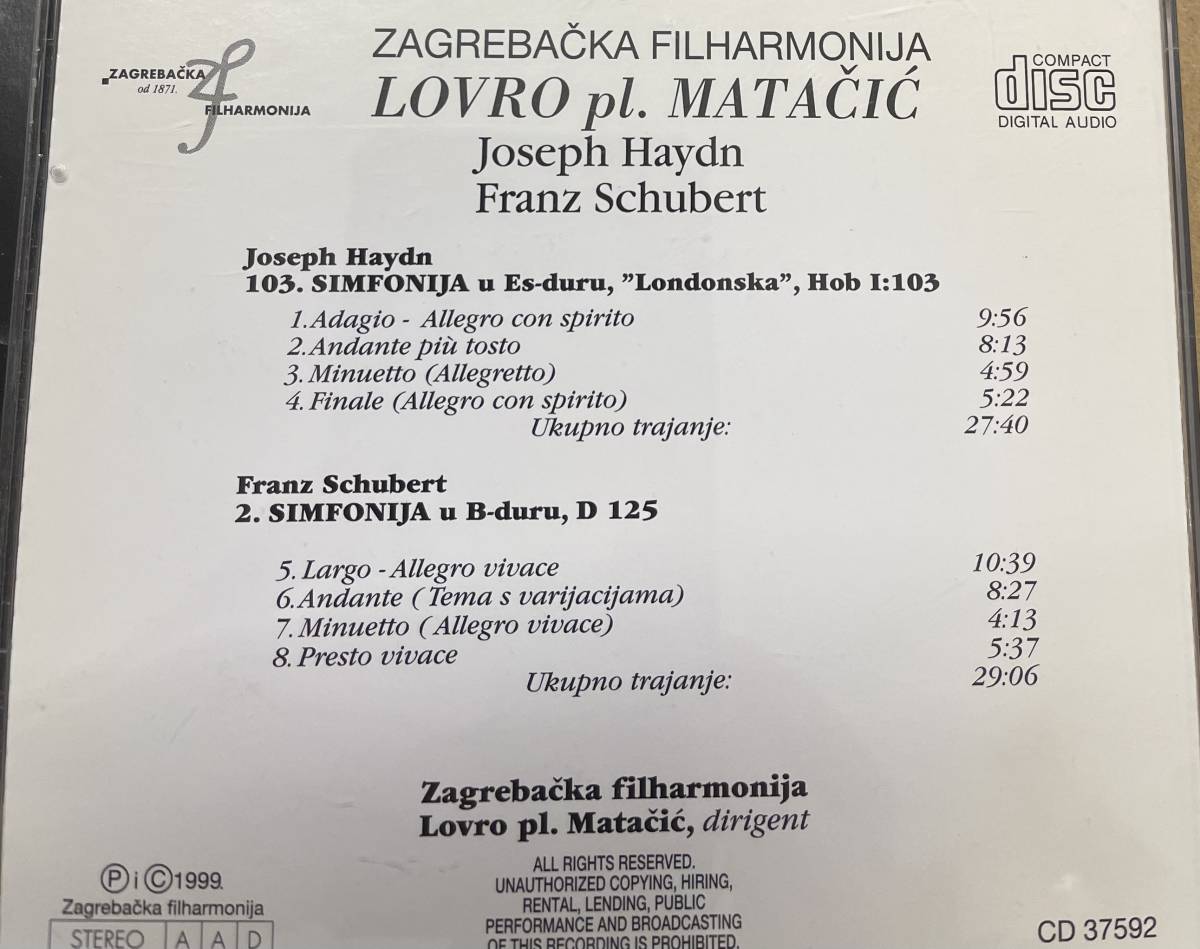 ZAGREBAČKA
od 1871.
FILHARMONIJA
ZAGREBAČKA FILHARMONIJA
LOVRO pl. MATAČIĆ
Joseph Haydn
Franz Schubert
COMPACT
disc
DIGITAL AUDIO
Joseph Haydn
103. SIMFONIJA u Es-duru, ”Londonska”, Hob I:103
1. Adagio - Allegro con spirito 9:56
2. Andante più tosto 8:13
3. Minuetto (Allegretto) 4:59
4. Finale (Allegro con spirito) 5:22
Ukupno trajanje: 27:40
Franz Schubert
2. SIMFONIJA u B-duru, D 125
5. Largo - Allegro vivace 10:39
6. Andante ( Tema s varijacijama) 8:27
7. Minuetto ( Allegro vivace) 4:13
8. Presto vivace 5:37
Ukupno trajanje: 29:06
Zagrebačka filharmonija
Lovro pl. Matačić, dirigent
Ⓟ i © 1999.
Zagrebačka filharmonija
STEREO A A D
ALL RIGHTS RESERVED.
UNAUTHORIZED COPYING, HIRING,
RENTAL, LENDING, PUBLIC
PERFORMANCE AND BROADCASTING
OF THIS RECORDING IS PROHIBITED.
CD 37592